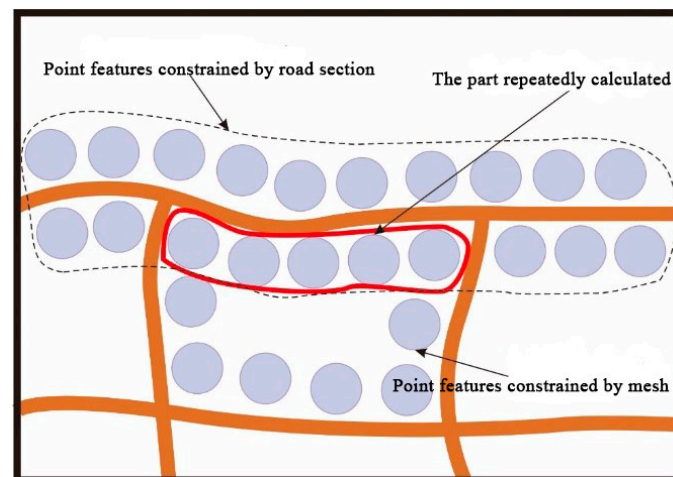 Point features constrained by road section
The part repeatedly calculated
Point features constrained by mesh